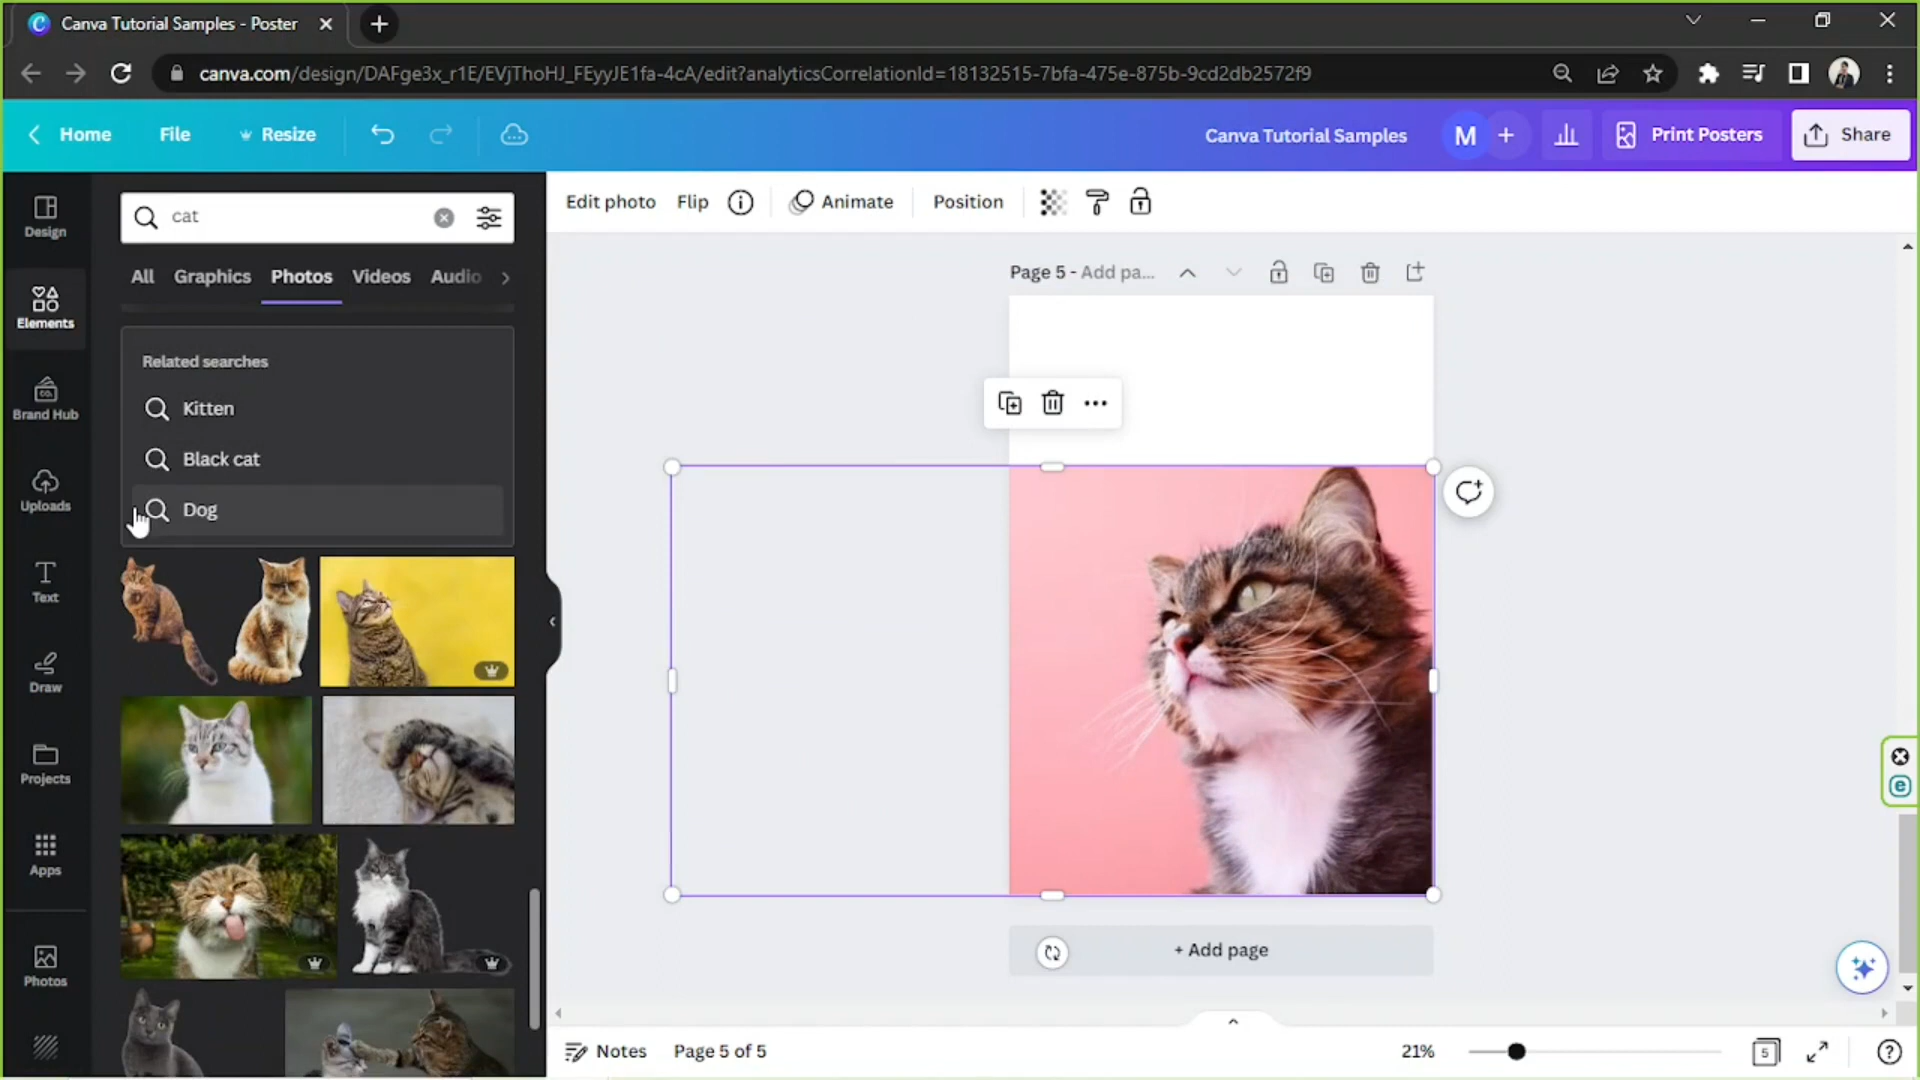 Canva Tutorial Samples - Poster
canva.com/design/DAFge3x_r1E/EVjThoHJ_FEyyJE1fa-4cA/edit?analyticsCorrelationId=18132515-7bfa-475e-875b-9cd2db2572f9
Home File Resize Canva Tutorial Samples M + Print Posters Share
Design
Elements
Brand Hub
Uploads
Text
Draw
Projects
Apps
Photos
cat
All Graphics Photos Videos Audio
Related searches
Kitten
Black cat
Dog
Edit photo Flip Animate Position
Page 5 - Add pa...
+ Add page
Notes Page 5 of 5 21% 5